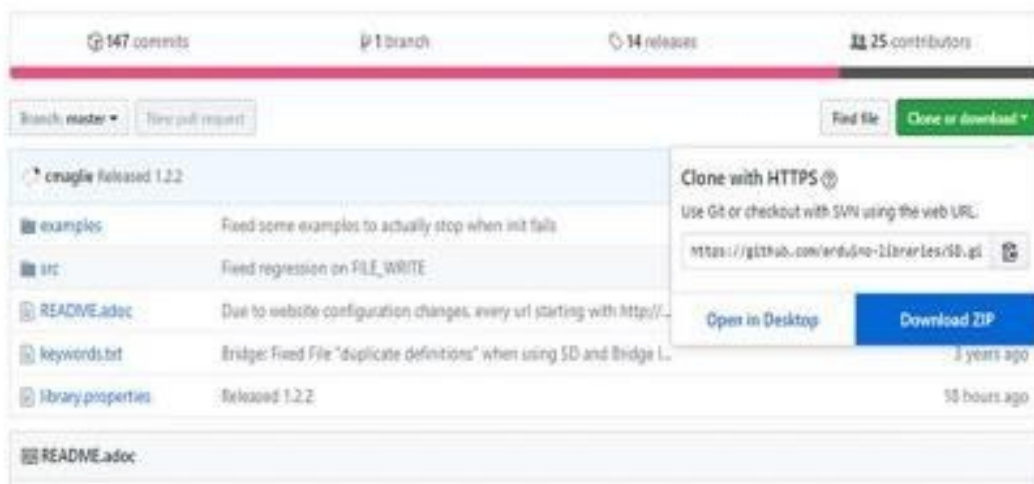 147 commits
1 branch
14 releases
25 contributors
Branch: master
New pull request
Find file
Clone or download
cmaglie Released 1.2.2
Clone with HTTPS
Use Git or checkout with SVN using the web URL.
https://github.com/arduino-libraries/SD.gi
Open in Desktop
Download ZIP
examples
Fixed some examples to actually stop when init fails
src
Fixed regression on FILE_WRITE
README.adoc
Due to website configuration changes, every url starting with http://...
keywords.txt
Bridge: Fixed File "duplicate definitions" when using SD and Bridge l...
3 years ago
library.properties
Released 1.2.2
18 hours ago
README.adoc